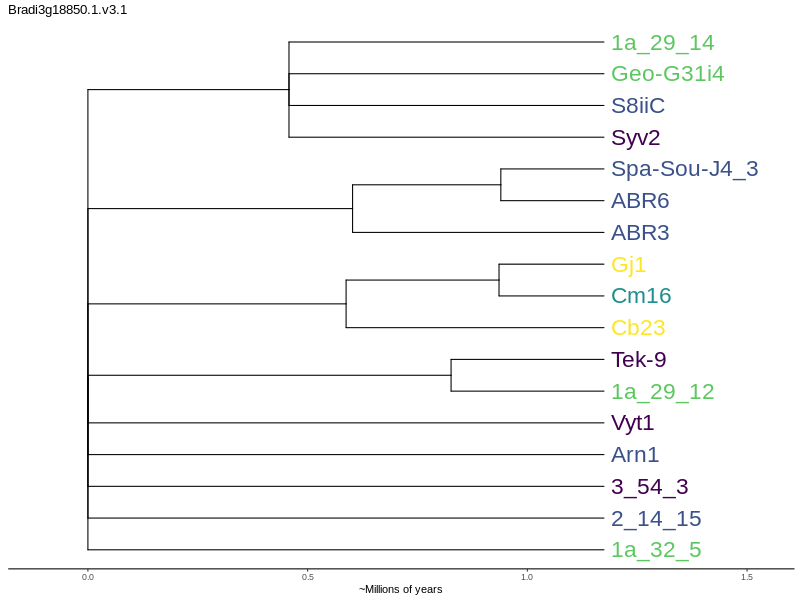 Bradi3g18850.1.v3.1
1a_29_14
Geo-G31i4
S8iiC
Syv2
Spa-Sou-J4_3
ABR6
ABR3
Gj1
Cm16
Cb23
Tek-9
1a_29_12
Vyt1
Arn1
3_54_3
2_14_15
1a_32_5
0.0 0.5 1.0 1.5
~Millions of years